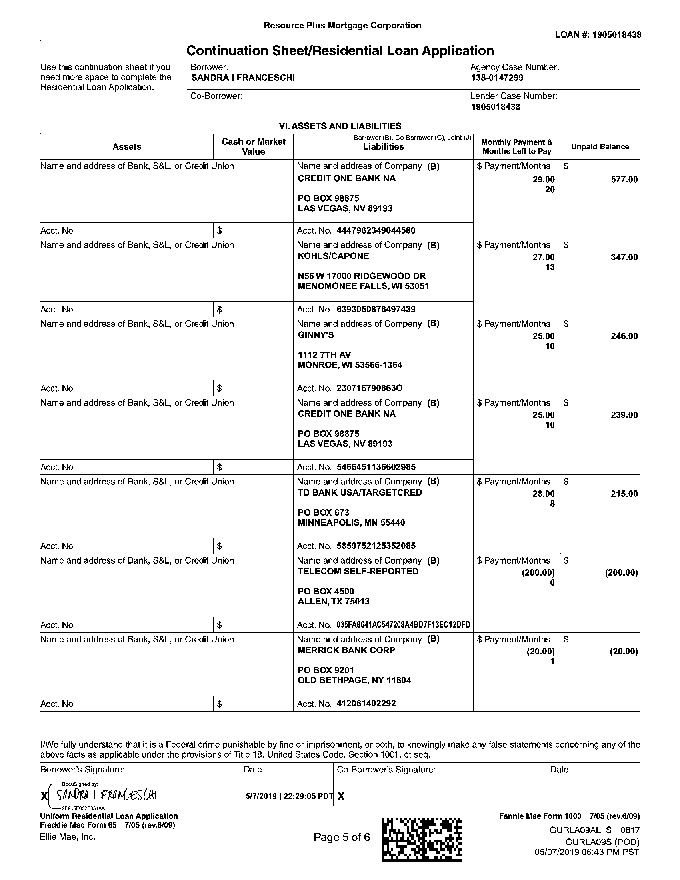 Resource Plus Mortgage Corporation
LOAN #: 1905018438
Continuation Sheet/Residential Loan Application
Use this continuation sheet if you need more space to complete the Residential Loan Application.
Borrower:
SANDRA I FRANCESCHI
Agency Case Number:
138-0147299
Co-Borrower:
Lender Case Number:
1905018438
VI. ASSETS AND LIABILITIES
Borrower (B), Co Borrower (C), Joint (J)
Assets Cash or Market Value Liabilities Monthly Payment & Months Left to Pay Unpaid Balance
Name and address of Bank, S&L, or Credit Union Name and address of Company (B) $ Payment/Months $
CREDIT ONE BANK NA 29.00 577.00
20
PO BOX 98875
LAS VEGAS, NV 89193
Acct. No $ Acct. No. 4447962349044560
Name and address of Bank, S&L, or Credit Union Name and address of Company (B) $ Payment/Months $
KOHLS/CAPONE 27.00 347.00
13
N56 W 17000 RIDGEWOOD DR
MENOMONEE FALLS, WI 53051
Acct. No $ Acct. No. 6393050876497439
Name and address of Bank, S&L, or Credit Union Name and address of Company (B) $ Payment/Months $
GINNY'S 25.00 246.00
10
1112 7TH AV
MONROE, WI 53566-1364
Acct. No $ Acct. No. 2307167908630
Name and address of Bank, S&L, or Credit Union Name and address of Company (B) $ Payment/Months $
CREDIT ONE BANK NA 25.00 239.00
10
PO BOX 98875
LAS VEGAS, NV 89193
Acct. No $ Acct. No. 5466451136602985
Name and address of Bank, S&L, or Credit Union Name and address of Company (B) $ Payment/Months $
TD BANK USA/TARGETCRED 28.00 215.00
8
PO BOX 673
MINNEAPOLIS, MN 55440
Acct. No $ Acct. No. 5859752125352085
Name and address of Bank, S&L, or Credit Union Name and address of Company (B) $ Payment/Months $
TELECOM SELF-REPORTED (200.00) (200.00)
0
PO BOX 4500
ALLEN, TX 75013
Acct. No $ Acct. No.
Name and address of Bank, S&L, or Credit Union Name and address of Company (B) $ Payment/Months $
MERRICK BANK CORP (20.00) (20.00)
1
PO BOX 9201
OLD BETHPAGE, NY 11804
Acct. No $ Acct. No. 412061402292
I/We fully understand that it is a Federal crime punishable by fine or imprisonment, or both, to knowingly make any false statements concerning any of the
above facts as applicable under the provisions of Title 18, United States Code, Section 1001, et seq.
Borrower's Signature: Date Co-Borrower's Signature: Date
DocuSigned by:
X SANDRA I FRANCESCHI 5/7/2019 | 22:29:05 PDT X
Uniform Residential Loan Application
Freddie Mac Form 65 7/05 (rev.6/09)
Fannie Mae Form 1003 7/05 (rev.6/09)
Ellie Mae, Inc.
Page 5 of 6
GURLA09AL S 0817
GURLA09S (POD)
05/07/2019 06:43 PM PST